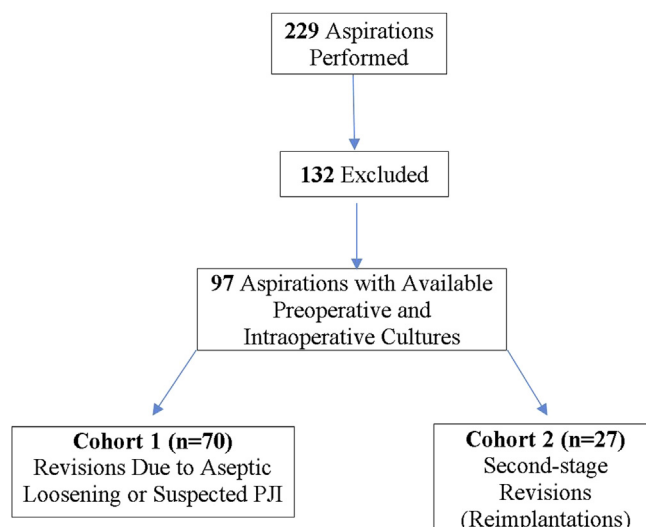 229 Aspirations
Performed
132 Excluded
97 Aspirations with Available
Preoperative and
Intraoperative Cultures
Cohort 1 (n=70)
Revisions Due to Aseptic
Loosening or Suspected PJI
Cohort 2 (n=27)
Second-stage
Revisions
(Reimplantations)